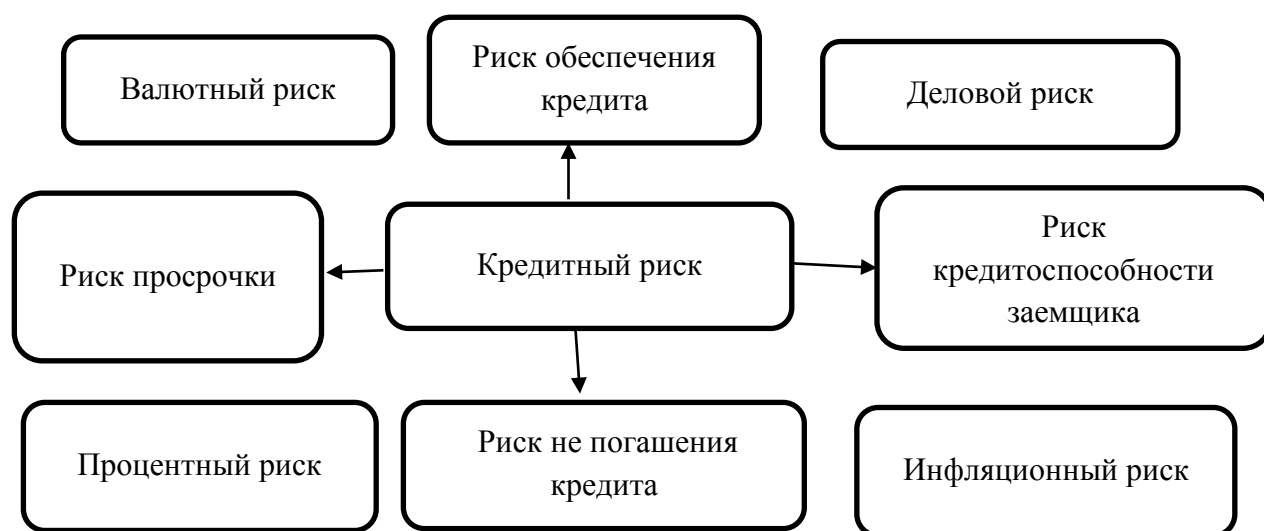 Валютный риск
Риск обеспечения
кредита
Деловой риск
Риск просрочки
Кредитный риск
Риск
кредитоспособности
заемщика
Процентный риск
Риск не погашения
кредита
Инфляционный риск